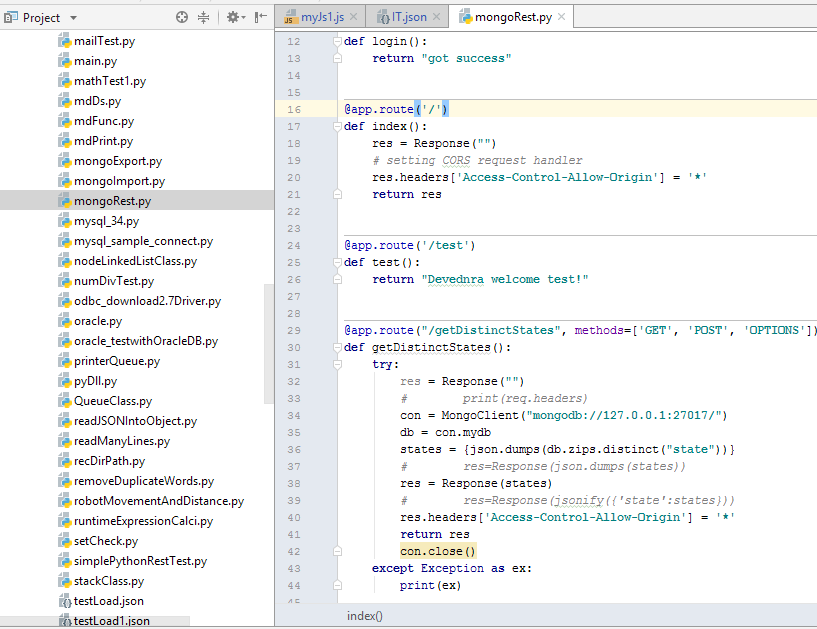 Project
mailTest.py
main.py
mathTest1.py
mdDs.py
mdFunc.py
mdPrint.py
mongoExport.py
mongoImport.py
mongoRest.py
mysql_34.py
mysql_sample_connect.py
nodeLinkedListClass.py
numDivTest.py
odbc_download2.7Driver.py
oracle.py
oracle_testwithOracleDB.py
printerQueue.py
pyDll.py
QueueClass.py
readJSONIntoObject.py
readManyLines.py
recDirPath.py
removeDuplicateWords.py
robotMovementAndDistance.py
runtimeExpressionCalci.py
setCheck.py
simplePythonRestTest.py
stackClass.py
testLoad.json
testLoad1.json
myJs1.js IT.json mongoRest.py
12 def login():
13     return "got success"
14
15
16 @app.route('/')
17 def index():
18     res = Response("")
19     # setting CORS request handler
20     res.headers['Access-Control-Allow-Origin'] = '*'
21     return res
22
23
24 @app.route('/test')
25 def test():
26     return "Devednra welcome test!"
27
28
29 @app.route("/getDistinctStates", methods=['GET', 'POST', 'OPTIONS'])
30 def getDistinctStates():
31     try:
32         res = Response("")
33         #       print(req.headers)
34         con = MongoClient("mongodb://127.0.0.1:27017/")
35         db = con.mydb
36         states = {json.dumps(db.zips.distinct("state"))}
37         #       res=Response(json.dumps(states))
38         res = Response(states)
39         #       res=Response(jsonify({'state':states}))
40         res.headers['Access-Control-Allow-Origin'] = '*'
41         return res
42         con.close()
43     except Exception as ex:
44         print(ex)
45
index()